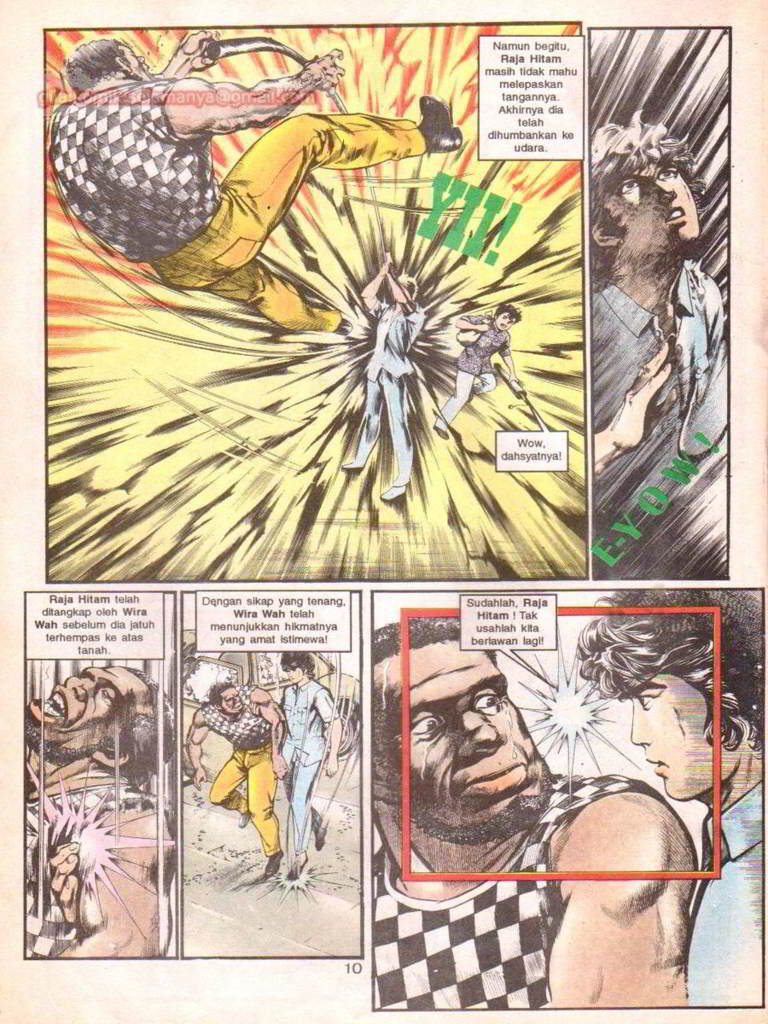 Namun begitu,
Raja Hitam
masih tidak mahu
melepaskan
tangannya.
Akhirnya dia
telah
dihumbankan ke
udara.
YII!
Wow,
dahsyatnya!
E-YOW!
Raja Hitam telah
ditangkap oleh Wira
Wah sebelum dia jatuh
terhempas ke atas
tanah.
Dengan sikap yang tenang,
Wira Wah telah
menunjukkan hikmatnya
yang amat istimewa!
Sudahlah, Raja
Hitam ! Tak
usahlah kita
berlawan lagi!
10